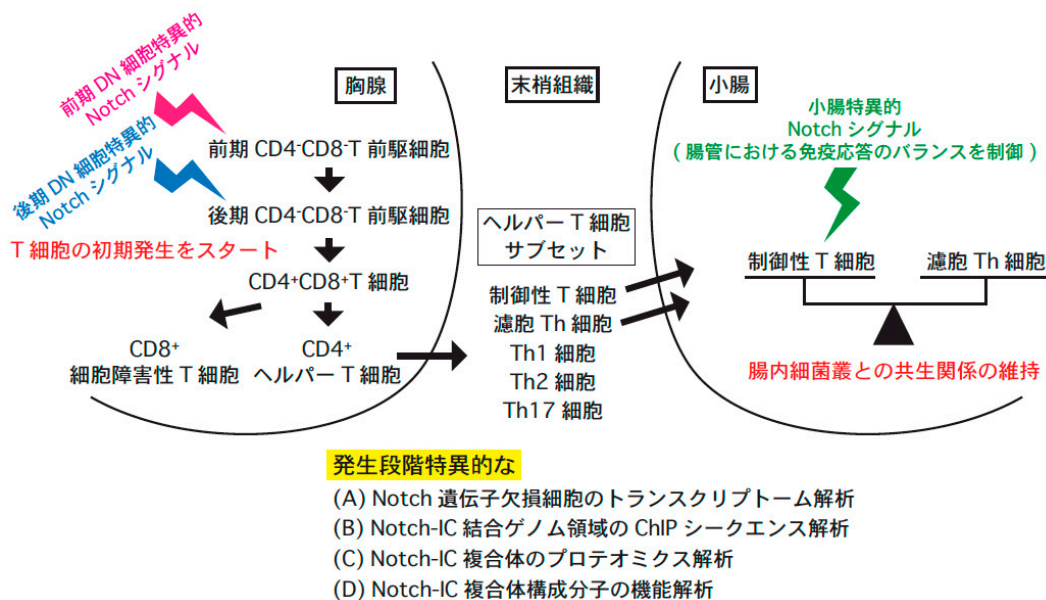 前期 DN 細胞特異的
Notch シグナル
後期 DN 細胞特異的
Notch シグナル
胸腺
前期 CD4⁻CD8⁻T 前駆細胞
後期 CD4⁻CD8⁻T 前駆細胞
T 細胞の初期発生をスタート
CD4⁺CD8⁺T 細胞
CD8⁺
細胞障害性 T 細胞
CD4⁺
ヘルパー T 細胞
末梢組織
ヘルパー T 細胞
サブセット
制御性 T 細胞
濾胞 Th 細胞
Th1 細胞
Th2 細胞
Th17 細胞
小腸
小腸特異的
Notch シグナル
( 腸管における免疫応答のバランスを制御 )
制御性 T 細胞
濾胞 Th 細胞
腸内細菌叢との共生関係の維持
発生段階特異的な
(A) Notch 遺伝子欠損細胞のトランスクリプトーム解析
(B) Notch-IC 結合ゲノム領域の ChIP シークエンス解析
(C) Notch-IC 複合体のプロテオミクス解析
(D) Notch-IC 複合体構成分子の機能解析